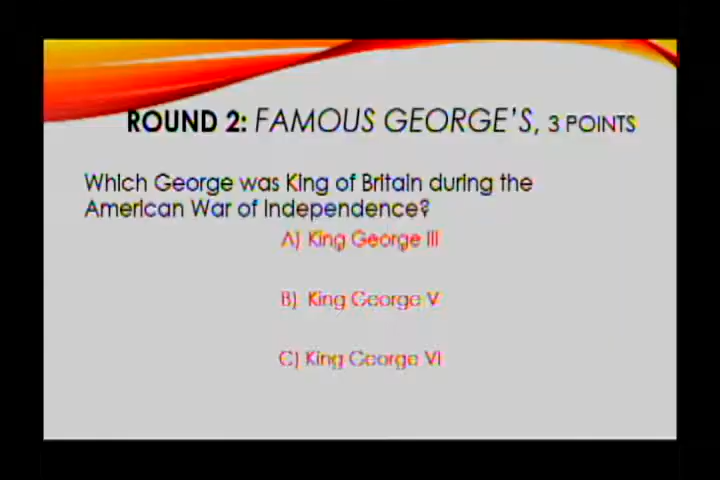 ROUND 2: FAMOUS GEORGE'S, 3 POINTS
Which George was King of Britain during the
American War of Independence?
A) King George III
B) King George V
C) King George VI